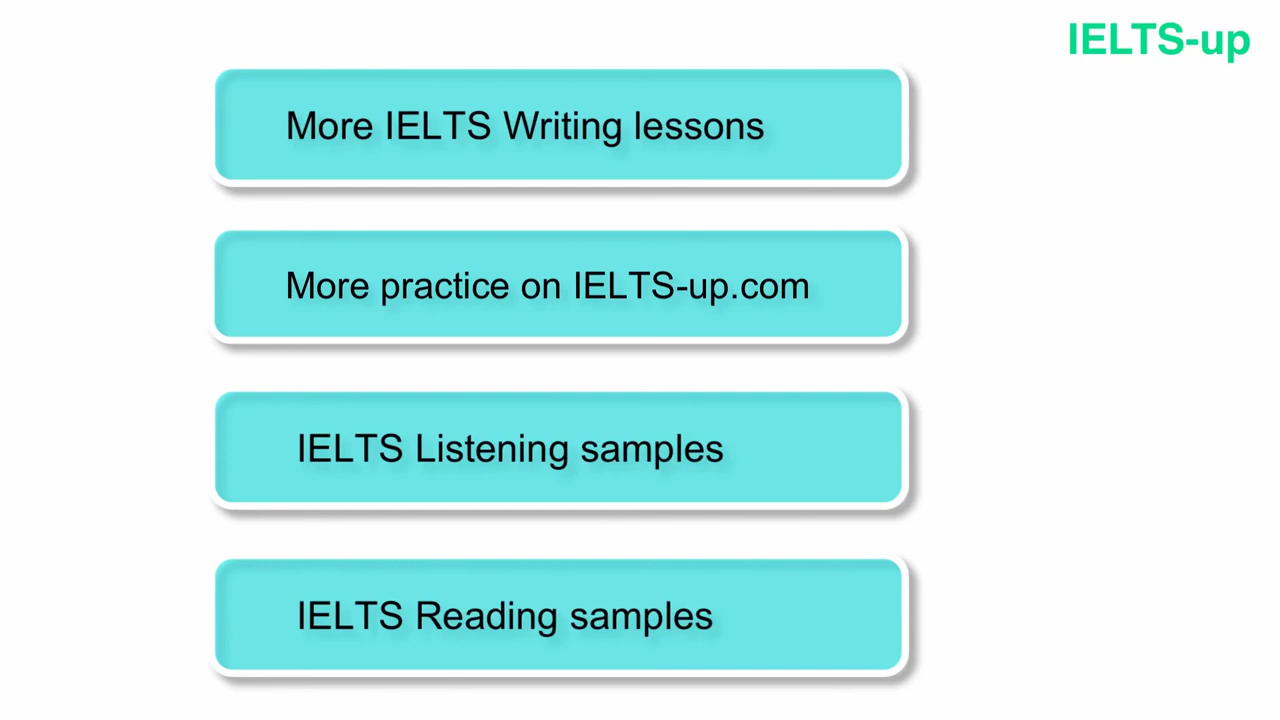 IELTS-up
More IELTS Writing lessons
More practice on IELTS-up.com
IELTS Listening samples
IELTS Reading samples